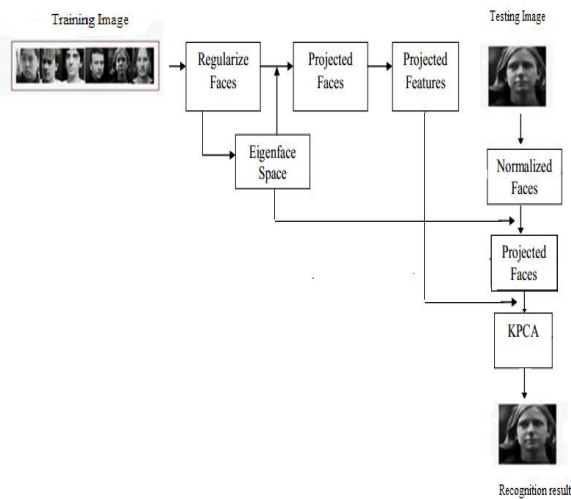 Training Image
Testing Image
Regularize
Faces
Projected
Faces
Projected
Features
Eigenface
Space
Normalized
Faces
Projected
Faces
KPCA
Recognition result